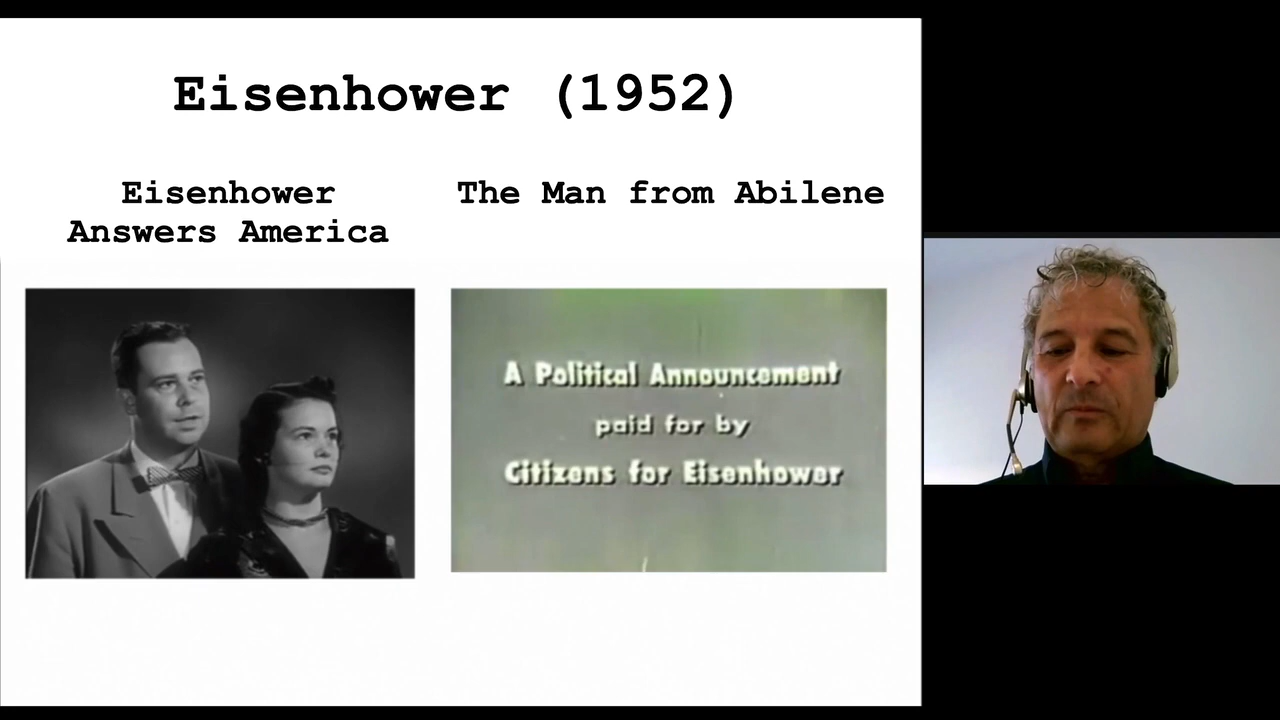 Eisenhower (1952)
Eisenhower
Answers America
The Man from Abilene
A Political Announcement
paid for by
Citizens for Eisenhower